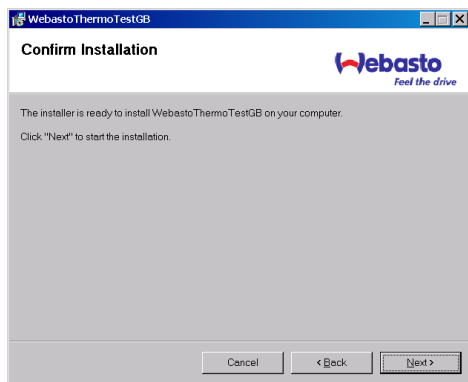 WebastoThermoTestGB
Confirm Installation
Webasto
Feel the drive
The installer is ready to install WebastoThermoTestGB on your computer.
Click "Next" to start the installation.
Cancel
< Back
Next >